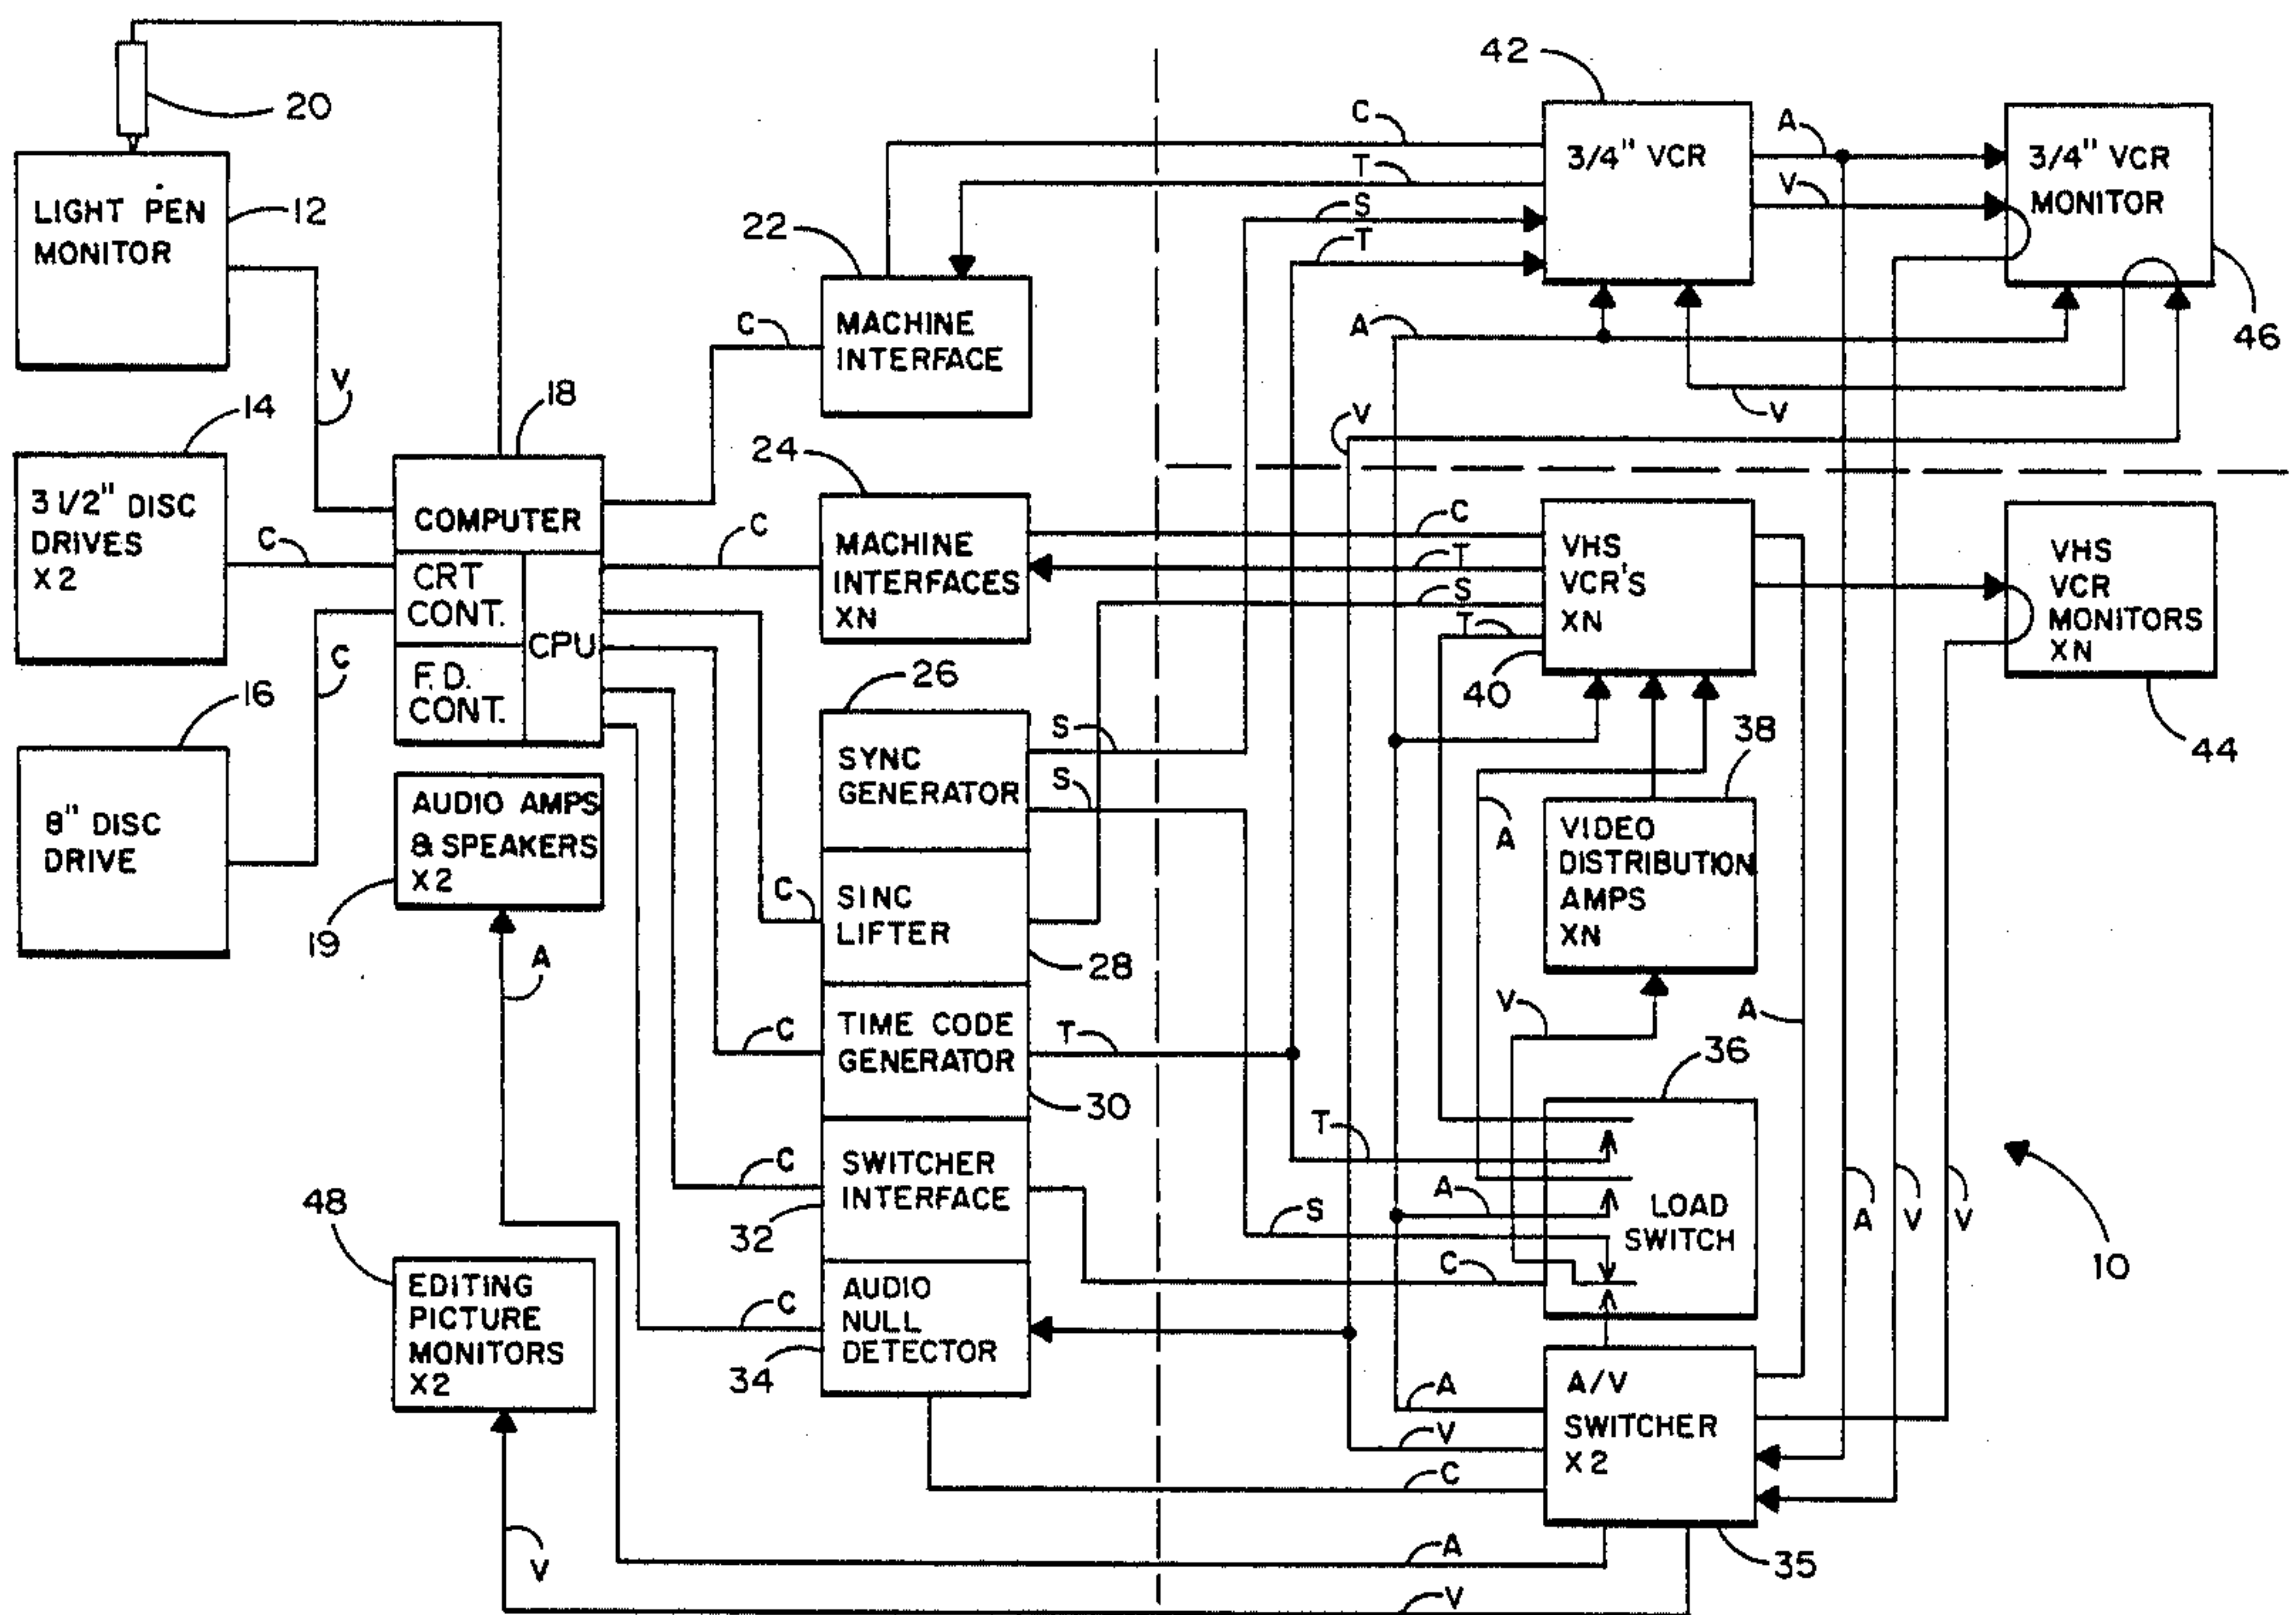 20
LIGHT PEN
MONITOR
12
V
14
3 1/2" DISC
DRIVES
X2
C
16
C
8" DISC
DRIVE
18
COMPUTER
CRT
CONT.
CPU
F.D.
CONT.
AUDIO AMPS
& SPEAKERS
X2
19
A
48
EDITING
PICTURE
MONITORS
X2
V
22
MACHINE
INTERFACE
C
24
MACHINE
INTERFACES
XN
C
26
SYNC
GENERATOR
S
S
SINC
LIFTER
C
28
TIME CODE
GENERATOR
C
T
30
SWITCHER
INTERFACE
C
32
AUDIO
NULL
DETECTOR
C
34
42
3/4" VCR
C
T
S
T
A
V
A
V
V
3/4" VCR
MONITOR
46
VHS
VCR'S
XN
C
T
S
T
40
VHS
VCR
MONITORS
XN
44
38
VIDEO
DISTRIBUTION
AMPS
XN
A
V
A
36
LOAD
SWITCH
T
A
S
C
A
V
V
10
A/V
SWITCHER
X2
A
V
C
A
V
35